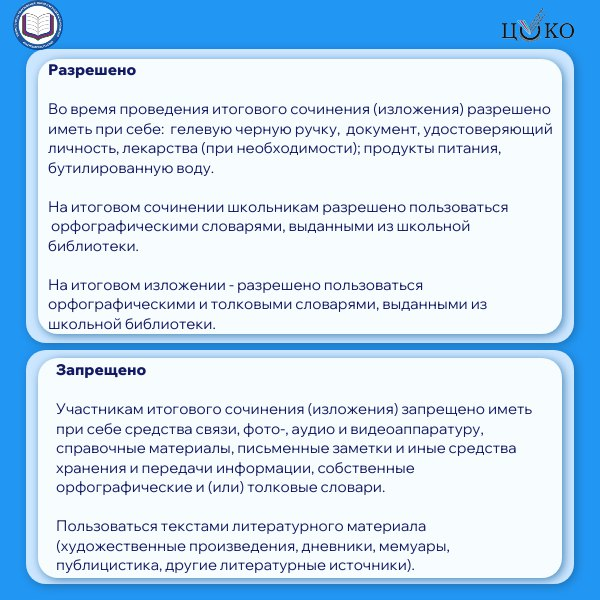 ЦОКО
Разрешено
Во время проведения итогового сочинения (изложения) разрешено
иметь при себе: гелевую черную ручку, документ, удостоверяющий
личность, лекарства (при необходимости); продукты питания,
бутилированную воду.
На итоговом сочинении школьникам разрешено пользоваться
орфографическими словарями, выданными из школьной
библиотеки.
На итоговом изложении - разрешено пользоваться
орфографическими и толковыми словарями, выданными из
школьной библиотеки.
Запрещено
Участникам итогового сочинения (изложения) запрещено иметь
при себе средства связи, фото-, аудио и видеоаппаратуру,
справочные материалы, письменные заметки и иные средства
хранения и передачи информации, собственные
орфографические и (или) толковые словари.
Пользоваться текстами литературного материала
(художественные произведения, дневники, мемуары,
публицистика, другие литературные источники).